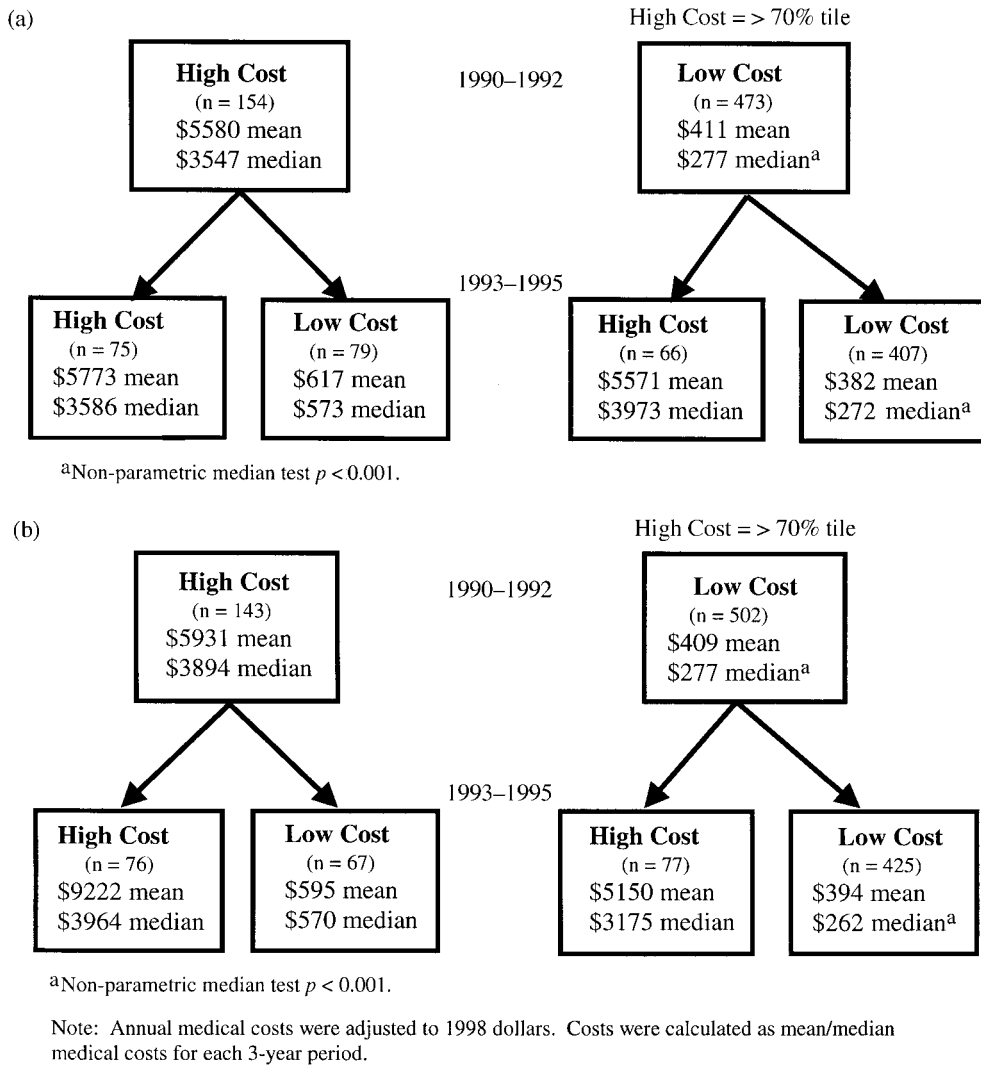 (a)
High Cost = > 70% tile
High Cost
(n = 154)
$5580 mean
$3547 median
1990–1992
Low Cost
(n = 473)
$411 mean
$277 medianᵃ
1993–1995
High Cost
(n = 75)
$5773 mean
$3586 median
Low Cost
(n = 79)
$617 mean
$573 median
High Cost
(n = 66)
$5571 mean
$3973 median
Low Cost
(n = 407)
$382 mean
$272 medianᵃ
ᵃNon-parametric median test p < 0.001.
(b)
High Cost = > 70% tile
High Cost
(n = 143)
$5931 mean
$3894 median
1990–1992
Low Cost
(n = 502)
$409 mean
$277 medianᵃ
1993–1995
High Cost
(n = 76)
$9222 mean
$3964 median
Low Cost
(n = 67)
$595 mean
$570 median
High Cost
(n = 77)
$5150 mean
$3175 median
Low Cost
(n = 425)
$394 mean
$262 medianᵃ
ᵃNon-parametric median test p < 0.001.
Note: Annual medical costs were adjusted to 1998 dollars. Costs were calculated as mean/median
medical costs for each 3-year period.